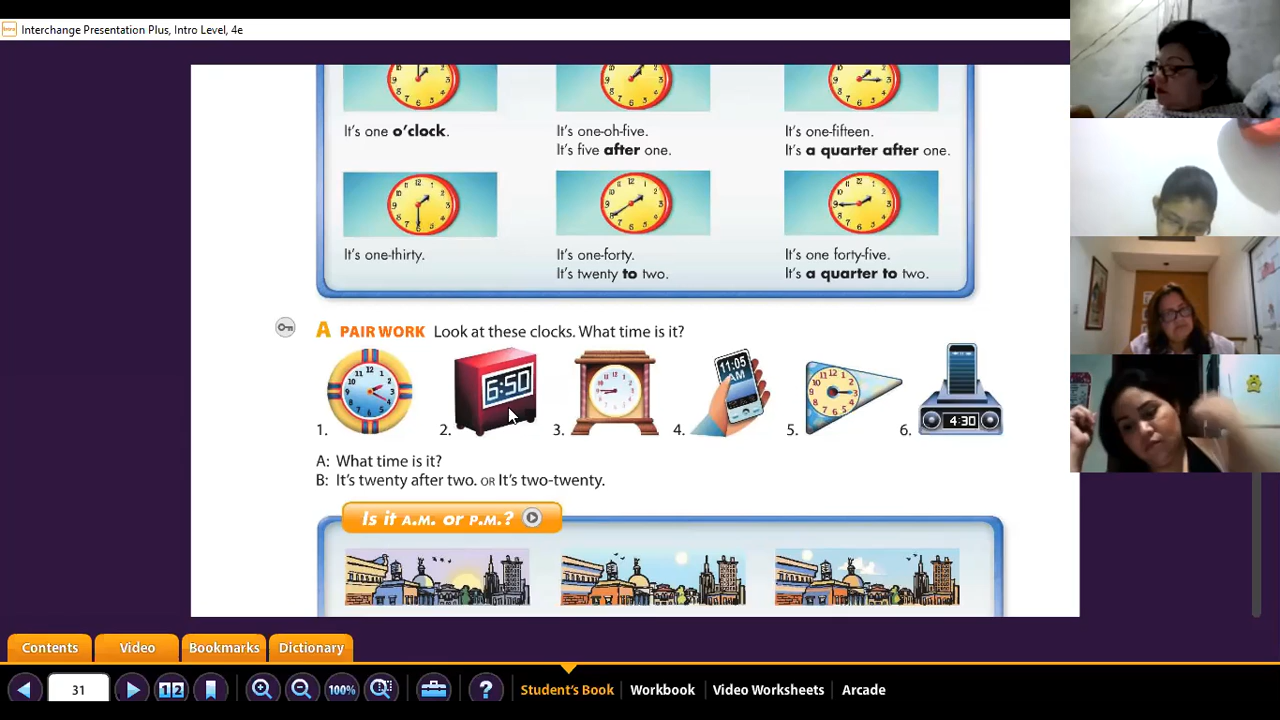 Interchange Presentation Plus, Intro Level, 4e
It's one o'clock.
It's one-oh-five.
It's five after one.
It's one-fifteen.
It's a quarter after one.
It's one-thirty.
It's one-forty.
It's twenty to two.
It's one forty-five.
It's a quarter to two.
A PAIR WORK Look at these clocks. What time is it?
6:50
11:05
AM
4:30
1.
2.
3.
4.
5.
6.
A: What time is it?
B: It's twenty after two. OR It's two-twenty.
Is it A.M. or P.M.?
Contents
Video
Bookmarks
Dictionary
31
1 2
100%
?
Student's Book
Workbook
Video Worksheets
Arcade